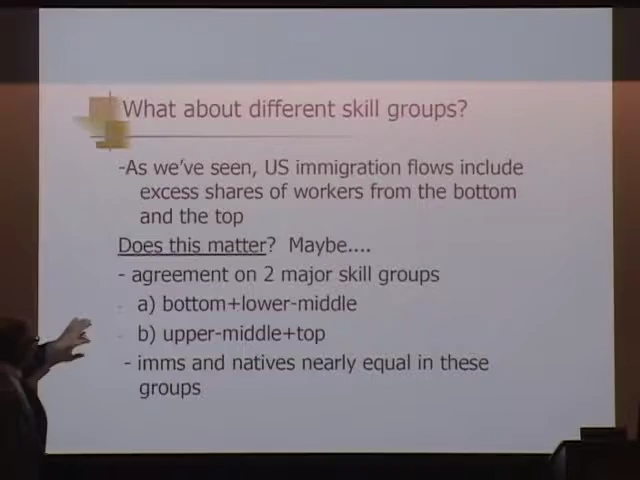 What about different skill groups?
-As we've seen, US immigration flows include
excess shares of workers from the bottom
and the top
Does this matter? Maybe....
- agreement on 2 major skill groups
- a) bottom+lower-middle
- b) upper-middle+top
- imms and natives nearly equal in these
groups